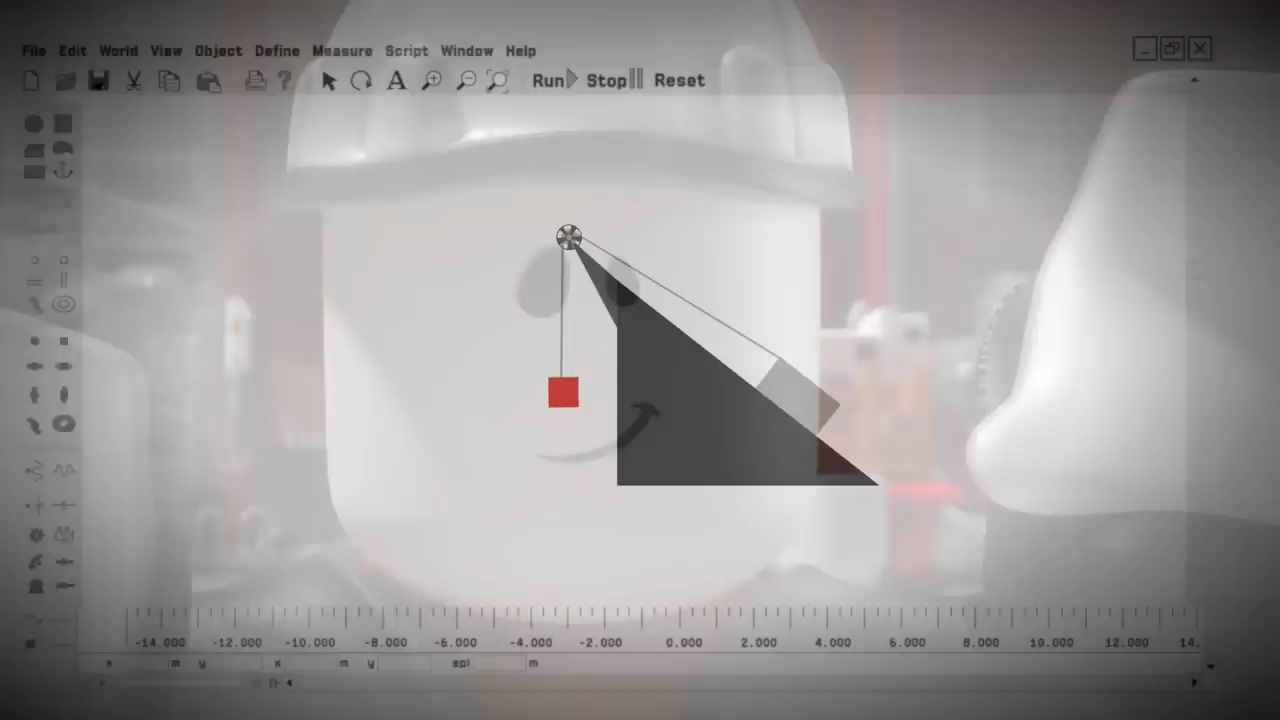 File Edit World View Object Define Measure Script Window Help
A Run Stop Reset
-14.000 -12.000 -10.000 -8.000 -6.000 -4.000 -2.000 0.000 2.000 4.000 6.000 8.000 10.000 12.000 14.
x m y x m y m